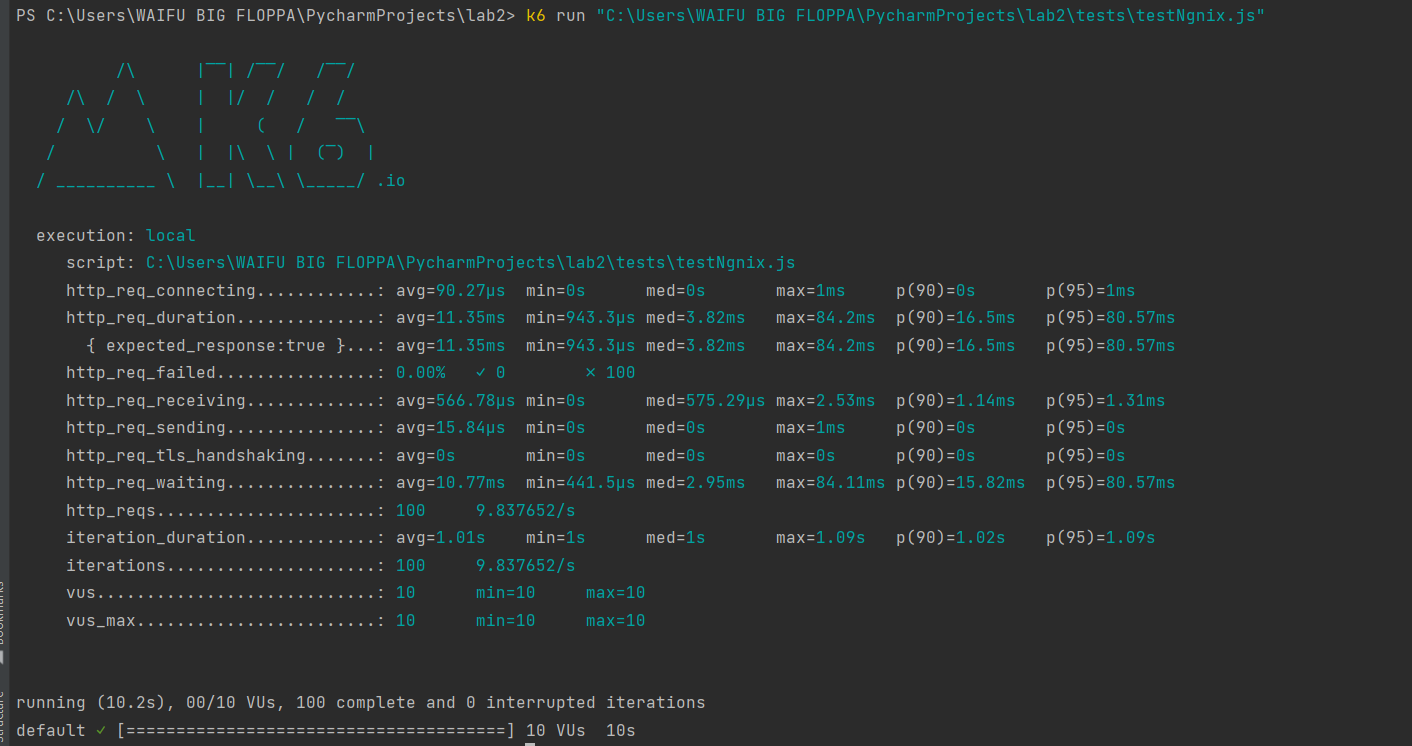 PS C:\Users\WAIFU BIG FLOPPA\PycharmProjects\lab2> k6 run "C:\Users\WAIFU BIG FLOPPA\PycharmProjects\lab2\tests\testNgnix.js"
          /\      |‾‾| /‾‾/   /‾‾/
     /\  /  \     |  |/  /   /  /
    /  \/    \    |     (   /   ‾‾\
   /          \   |  |\  \ |  (‾)  |
  / __________ \  |__| \__\ \_____/ .io
execution: local
script: C:\Users\WAIFU BIG FLOPPA\PycharmProjects\lab2\tests\testNgnix.js
http_req_connecting............: avg=90.27µs min=0s med=0s max=1ms p(90)=0s p(95)=1ms
http_req_duration..............: avg=11.35ms min=943.3µs med=3.82ms max=84.2ms p(90)=16.5ms p(95)=80.57ms
{ expected_response:true }...: avg=11.35ms min=943.3µs med=3.82ms max=84.2ms p(90)=16.5ms p(95)=80.57ms
http_req_failed................: 0.00% ✓ 0 ✗ 100
http_req_receiving.............: avg=566.78µs min=0s med=575.29µs max=2.53ms p(90)=1.14ms p(95)=1.31ms
http_req_sending...............: avg=15.84µs min=0s med=0s max=1ms p(90)=0s p(95)=0s
http_req_tls_handshaking.......: avg=0s min=0s med=0s max=0s p(90)=0s p(95)=0s
http_req_waiting...............: avg=10.77ms min=441.5µs med=2.95ms max=84.11ms p(90)=15.82ms p(95)=80.57ms
http_reqs......................: 100 9.837652/s
iteration_duration.............: avg=1.01s min=1s med=1s max=1.09s p(90)=1.02s p(95)=1.09s
iterations.....................: 100 9.837652/s
vus............................: 10 min=10 max=10
vus_max........................: 10 min=10 max=10
running (10.2s), 00/10 VUs, 100 complete and 0 interrupted iterations
default ✓ [======================================] 10 VUs 10s